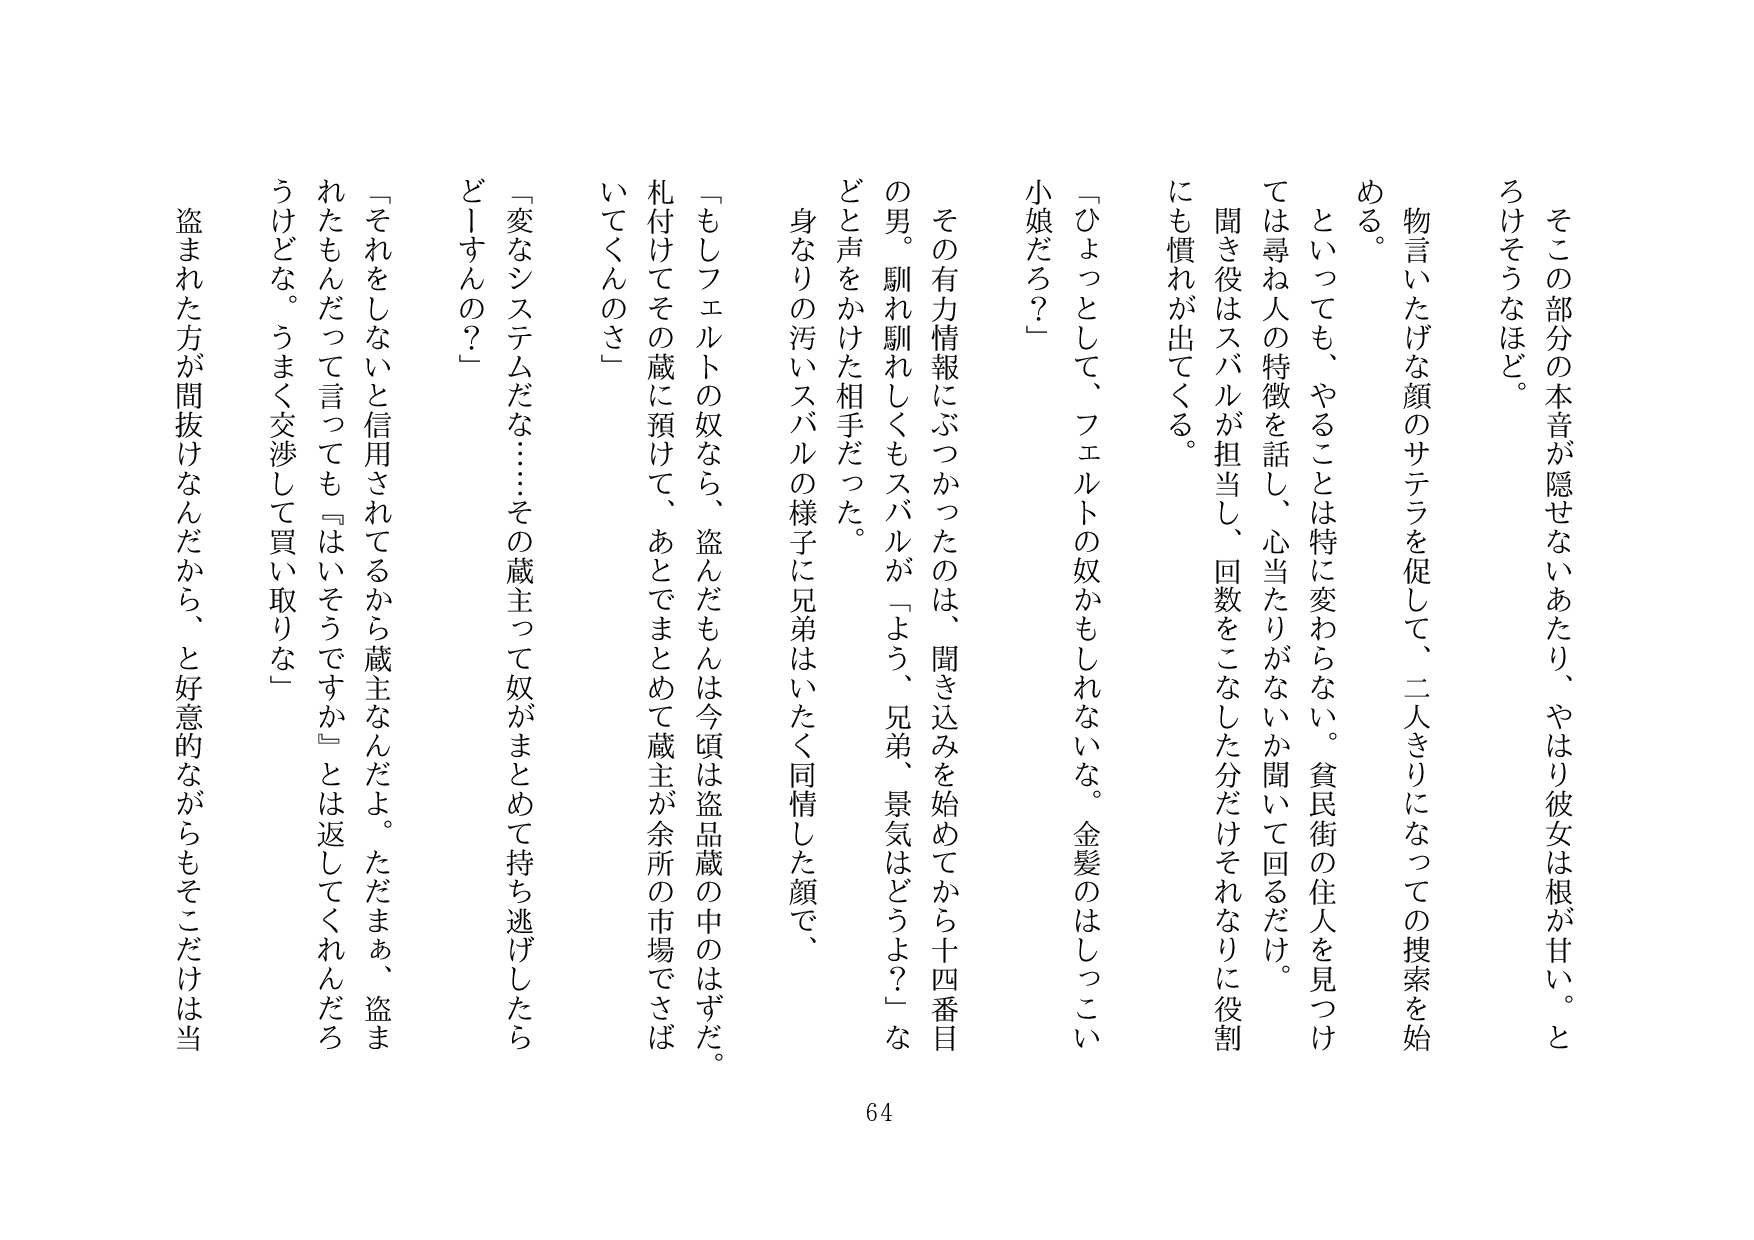 そこの部分の本音が隠せないあたり、やはり彼女は根が甘い。と
ろけそうなほど。
物言いたげな顔のサテラを促して、二人きりになっての捜索を始
める。
といっても、やることは特に変わらない。貧民街の住人を見つけ
ては尋ね人の特徴を話し、心当たりがないか聞いて回るだけ。
聞き役はスバルが担当し、回数をこなした分だけそれなりに役割
にも慣れが出てくる。
「ひょっとして、フェルトの奴かもしれないな。金髪のはしっこい
小娘だろ？」
その有力情報にぶつかったのは、聞き込みを始めてから十四番目
の男。馴れ馴れしくもスバルが「よう、兄弟、景気はどうよ？」な
どと声をかけた相手だった。
身なりの汚いスバルの様子に兄弟はいたく同情した顔で、
「もしフェルトの奴なら、盗んだもんは今頃は盗品蔵の中のはずだ。
札付けてその蔵に預けて、あとでまとめて蔵主が余所の市場でさば
いてくんのさ」
「変なシステムだな……その蔵主って奴がまとめて持ち逃げしたら
どーすんの？」
「それをしないと信用されてるから蔵主なんだよ。ただまぁ、盗ま
れたもんだって言っても『はいそうですか』とは返してくれんだろ
うけどな。うまく交渉して買い取りな」
盗まれた方が間抜けなんだから、と好意的ながらもそこだけは当
64